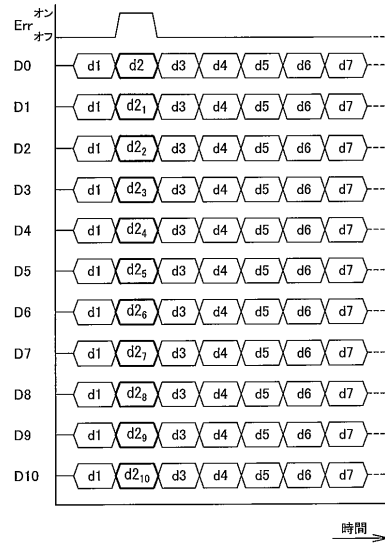 オン
Err
オフ
D0 d1 d2 d3 d4 d5 d6 d7
D1 d1 d2₁ d3 d4 d5 d6 d7
D2 d1 d2₂ d3 d4 d5 d6 d7
D3 d1 d2₃ d3 d4 d5 d6 d7
D4 d1 d2₄ d3 d4 d5 d6 d7
D5 d1 d2₅ d3 d4 d5 d6 d7
D6 d1 d2₆ d3 d4 d5 d6 d7
D7 d1 d2₇ d3 d4 d5 d6 d7
D8 d1 d2₈ d3 d4 d5 d6 d7
D9 d1 d2₉ d3 d4 d5 d6 d7
D10 d1 d2₁₀ d3 d4 d5 d6 d7
時間